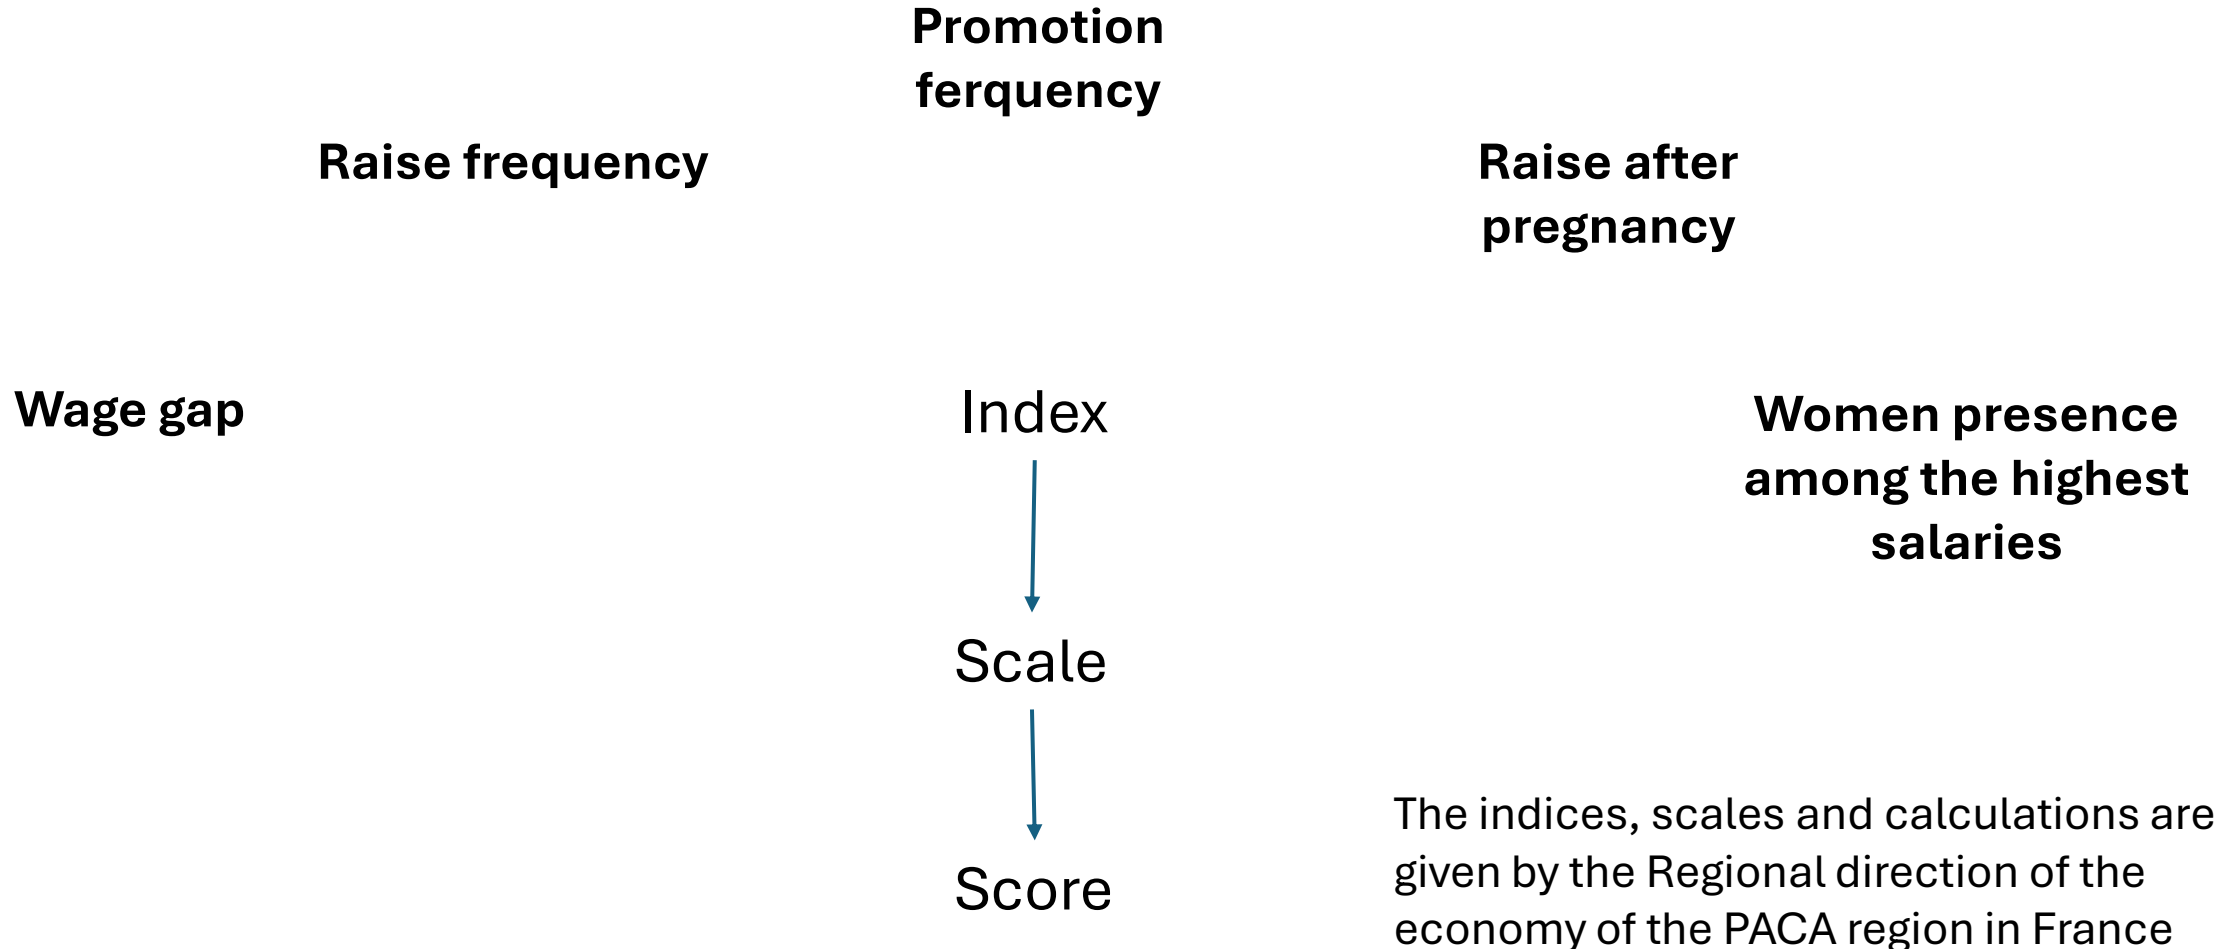 Promotion
ferquency
Raise frequency
Raise after
pregnancy
Wage gap
Index
Women presence
among the highest
salaries
Scale
Score
The indices, scales and calculations are
given by the Regional direction of the
economy of the PACA region in France